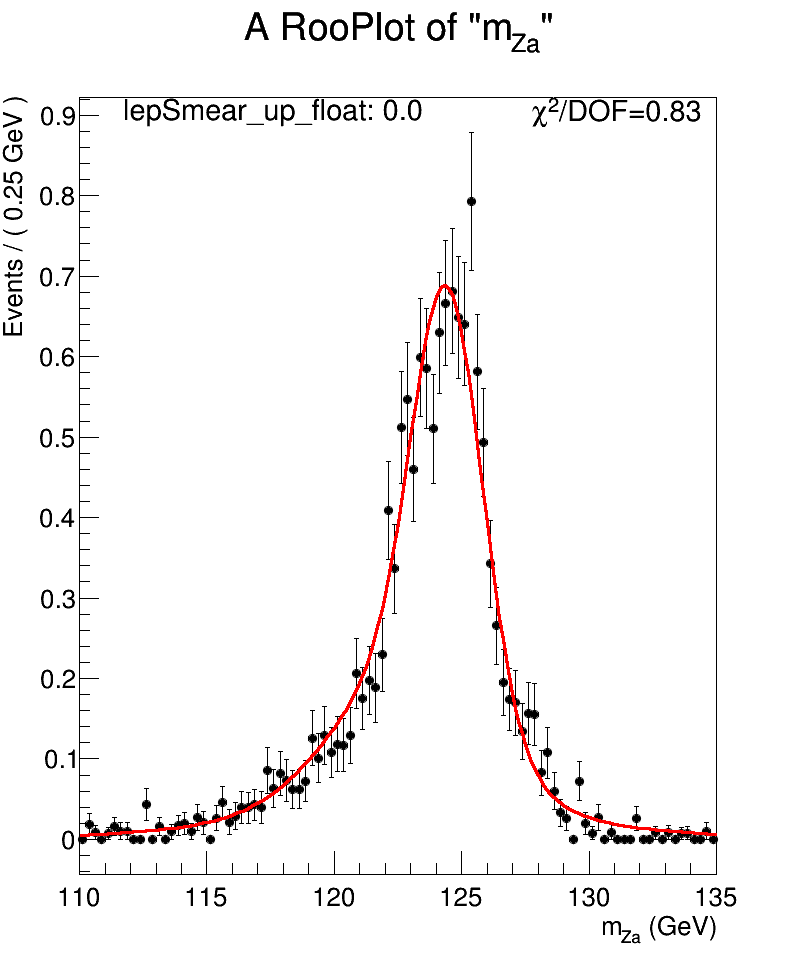 A RooPlot of "m_Za"
lepSmear_up_float: 0.0
χ²/DOF=0.83
Events / ( 0.25 GeV )
0.9
0.8
0.7
0.6
0.5
0.4
0.3
0.2
0.1
0
110 115 120 125 130 135
m_Za (GeV)